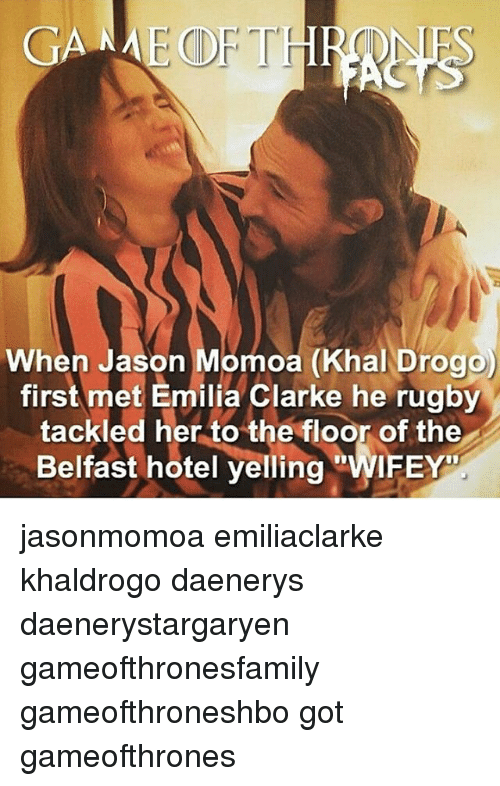 GAME OF THRONES
FACTS
When Jason Momoa (Khal Drogo)
first met Emilia Clarke he rugby
tackled her to the floor of the
Belfast hotel yelling "WIFEY".
jasonmomoa emiliaclarke
khaldrogo daenerys
daenerystargaryen
gameofthronesfamily
gameofthroneshbo got
gameofthrones